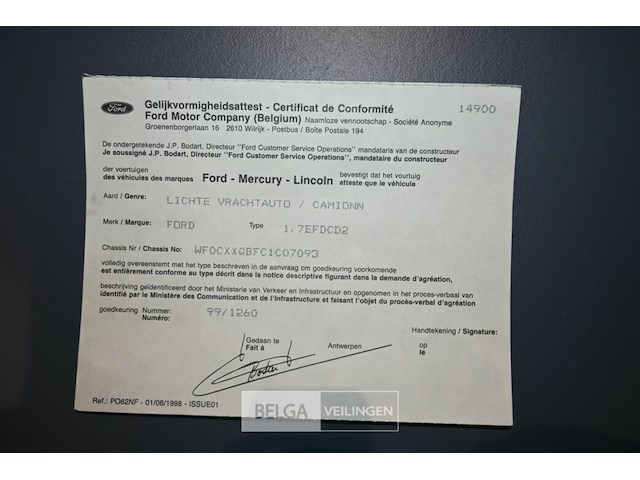 Ford
Gelijkvormigheidsattest - Certificat de Conformité 14900
Ford Motor Company (Belgium) Naamloze vennootschap - Société Anonyme
Groenenborgerlaan 16 2610 Wilrijk - Postbus / Boîte Postale 194
De ondergetekende J.P. Bodart, Directeur "Ford Customer Service Operations" mandataris van de constructeur
Je soussigné J.P. Bodart, Directeur "Ford Customer Service Operations", mandataire du constructeur
der voertuigen bevestigt dat het voertuig
des véhicules des marques Ford - Mercury - Lincoln atteste que le véhicule
Aard / Genre: LICHTE VRACHTAUTO / CAMIONN
Merk / Marque: FORD Type 1.7EFDCD2
Chassis Nr / Chassis No: WF0CXXGBFC1C07093
volledig overeenstemt met het type beschreven in de aanvraag om goedkeuring voorkomende
est entièrement conforme au type décrit dans la notice descriptive figurant dans la demande d'agréation,
beschrijving geïdentificeerd door het Ministerie van Verkeer en Infrastructuur en opgenomen in het proces-verbaal van
identifié par le Ministère des Communication et de l'Infrastructure et faisant l'objet du procès-verbal d'agréation
goedkeuring Nummer: 99/1260
Numéro:
Handtekening / Signature:
Gedaan te Antwerpen op
Fait à le
Bodart
Ref.: PO62NF - 01/08/1998 - ISSUE01
BELGA VEILINGEN